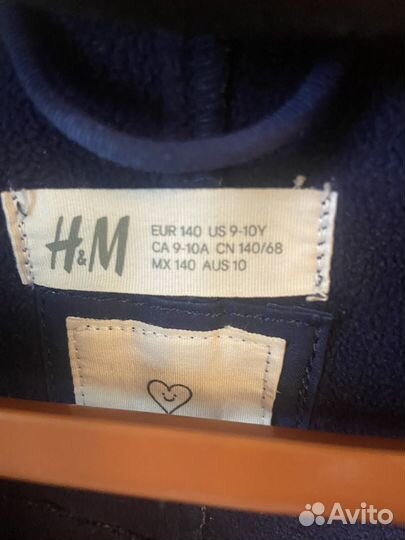 H&M
EUR 140 US 9-10Y
CA 9-10A CN 140/68
MX 140 AUS 10
Avito